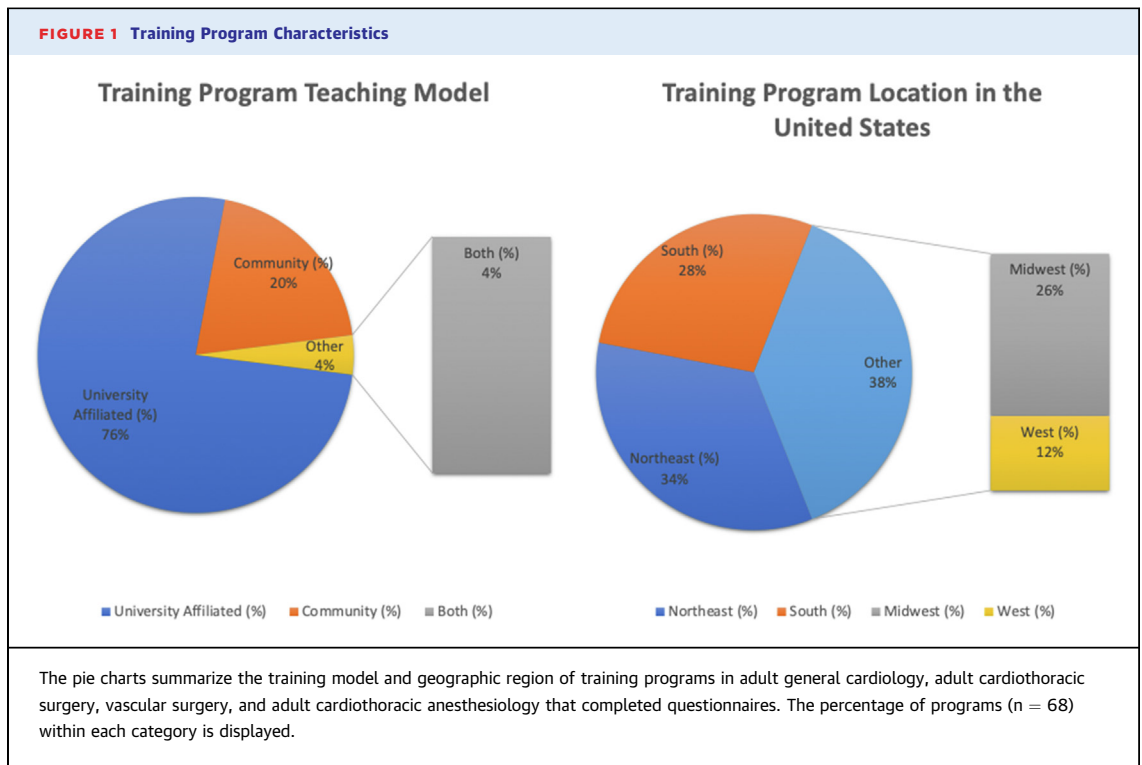 FIGURE 1 Training Program Characteristics
Training Program Teaching Model
Community (%)
20%
Other
4%
University
Affiliated (%)
76%
Both (%)
4%
University Affiliated (%) Community (%) Both (%)
Training Program Location in the
United States
South (%)
28%
Other
38%
Northeast (%)
34%
Midwest (%)
26%
West (%)
12%
Northeast (%) South (%) Midwest (%) West (%)
The pie charts summarize the training model and geographic region of training programs in adult general cardiology, adult cardiothoracic
surgery, vascular surgery, and adult cardiothoracic anesthesiology that completed questionnaires. The percentage of programs (n = 68)
within each category is displayed.